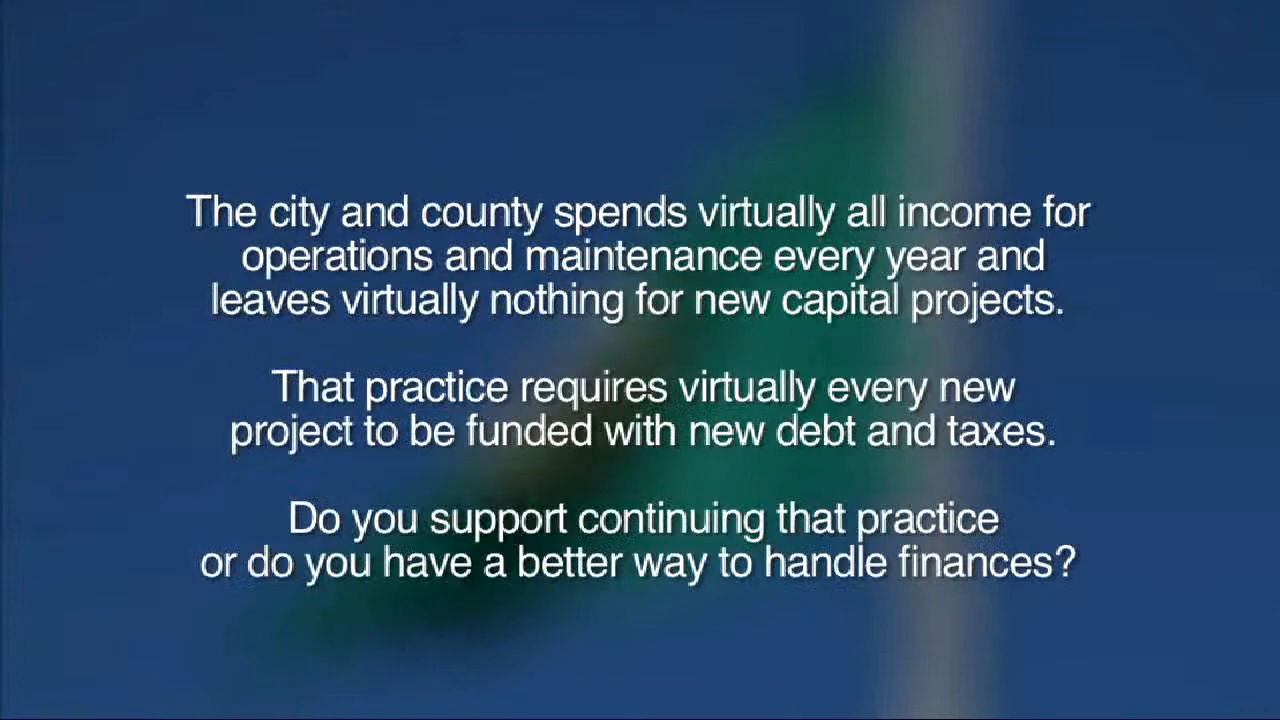 The city and county spends virtually all income for
operations and maintenance every year and
leaves virtually nothing for new capital projects.
That practice requires virtually every new
project to be funded with new debt and taxes.
Do you support continuing that practice
or do you have a better way to handle finances?